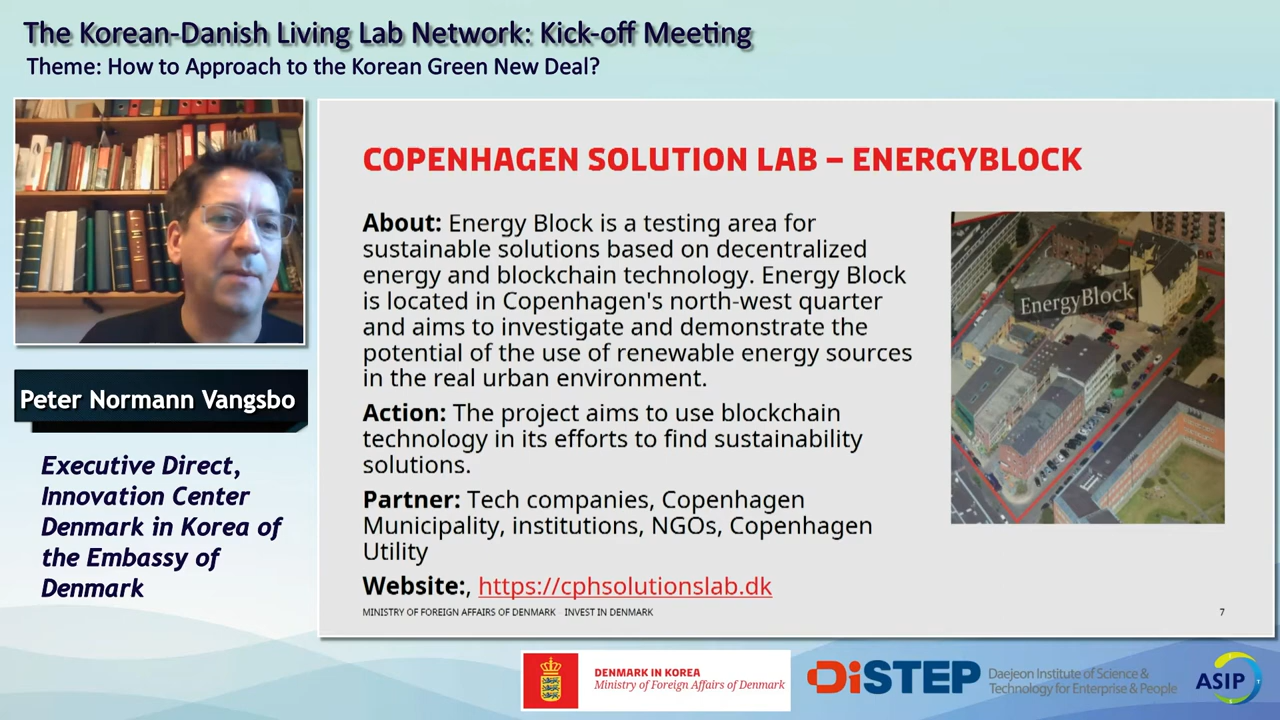 The Korean-Danish Living Lab Network: Kick-off Meeting
Theme: How to Approach to the Korean Green New Deal?
COPENHAGEN SOLUTION LAB – ENERGYBLOCK
About: Energy Block is a testing area for
sustainable solutions based on decentralized
energy and blockchain technology. Energy Block
is located in Copenhagen's north-west quarter
and aims to investigate and demonstrate the
potential of the use of renewable energy sources
in the real urban environment.
Action: The project aims to use blockchain
technology in its efforts to find sustainability
solutions.
Partner: Tech companies, Copenhagen
Municipality, institutions, NGOs, Copenhagen
Utility
Website:, https://cphsolutionslab.dk
MINISTRY OF FOREIGN AFFAIRS OF DENMARK INVEST IN DENMARK
7
EnergyBlock
Peter Normann Vangsbo
Executive Direct,
Innovation Center
Denmark in Korea of
the Embassy of
Denmark
DENMARK IN KOREA
Ministry of Foreign Affairs of Denmark
DiSTEP
Daejeon Institute of Science &
Technology for Enterprise & People
ASIP